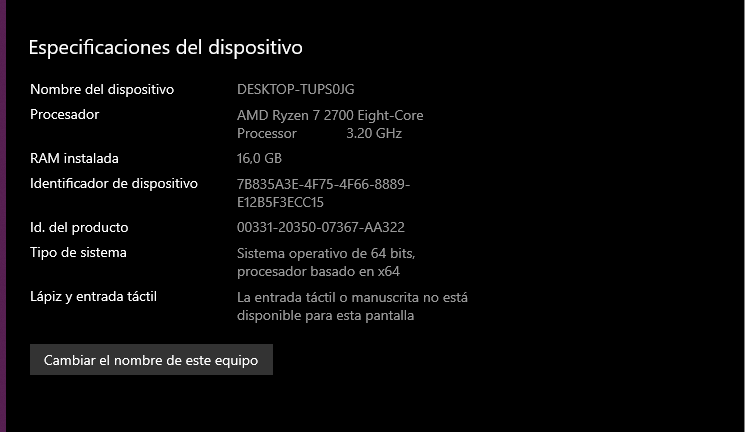 Especificaciones del dispositivo
Nombre del dispositivo DESKTOP-TUPS0JG
Procesador AMD Ryzen 7 2700 Eight-Core
Processor 3.20 GHz
RAM instalada 16,0 GB
Identificador de dispositivo 7B835A3E-4F75-4F66-8889-
E12B5F3ECC15
Id. del producto 00331-20350-07367-AA322
Tipo de sistema Sistema operativo de 64 bits,
procesador basado en x64
Lápiz y entrada táctil La entrada táctil o manuscrita no está
disponible para esta pantalla
Cambiar el nombre de este equipo